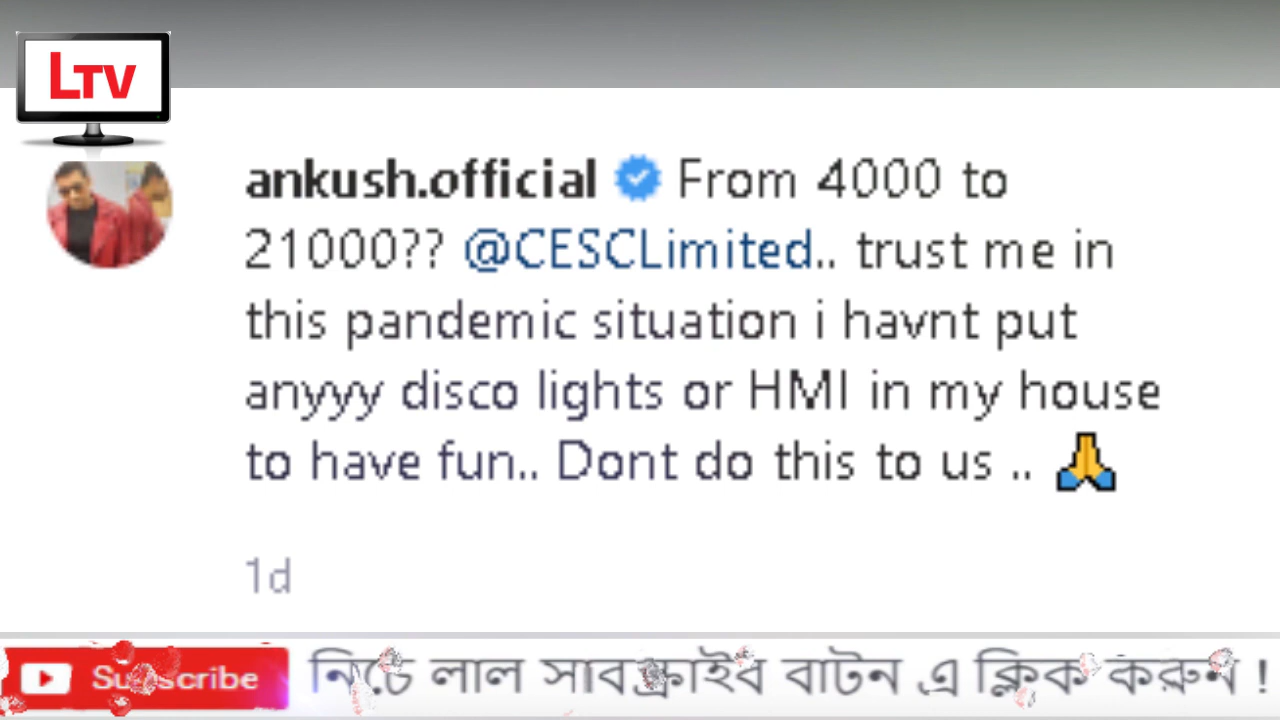 LTV
ankush.official From 4000 to
21000?? @CESCLimited.. trust me in
this pandemic situation i havnt put
anyyy disco lights or HMI in my house
to have fun.. Dont do this to us .. 🙏
1d
Subscribe নিচে লাল সাবস্ক্রাইব বাটন এ ক্লিক করুন !